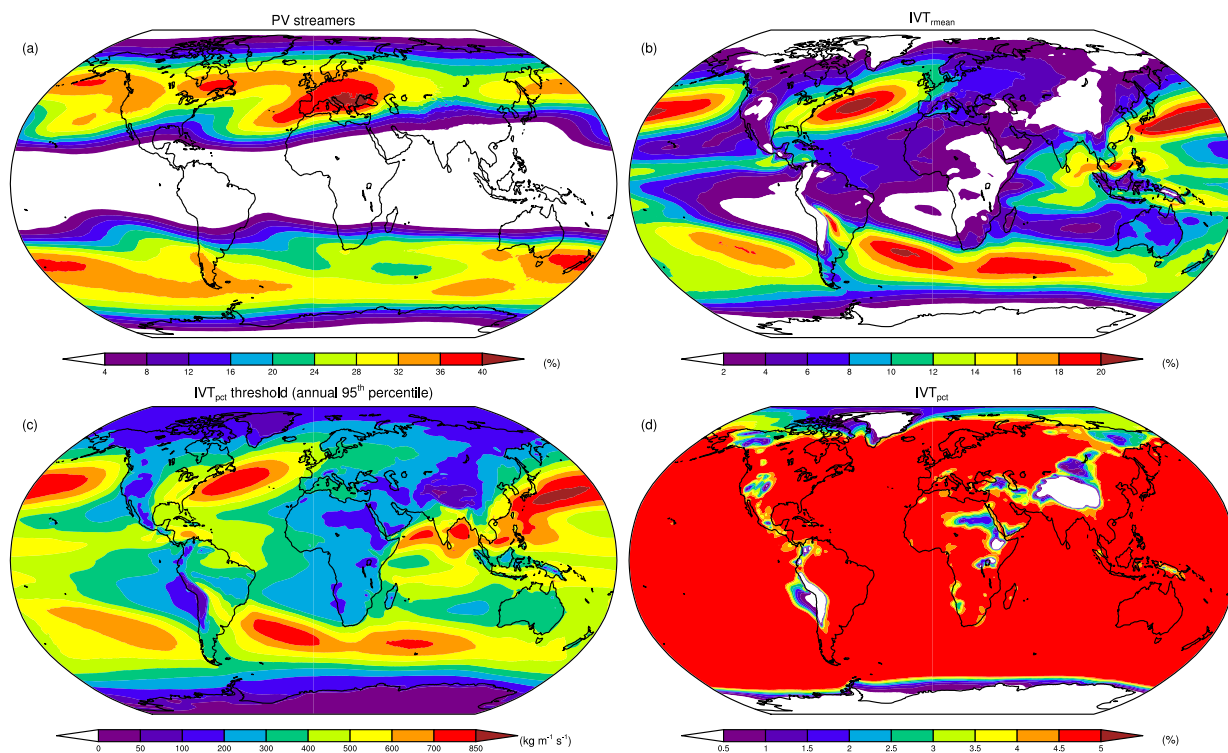 PV streamers
(a)
4 8 12 16 20 24 28 32 36 40 (%)
IVTrmean
(b)
2 4 6 8 10 12 14 16 18 20 (%)
IVTpct threshold (annual 95th percentile)
(c)
0 50 100 200 300 400 500 600 700 850 (kg m-1 s-1)
IVTpct
(d)
0.5 1 1.5 2 2.5 3 3.5 4 4.5 5 (%)